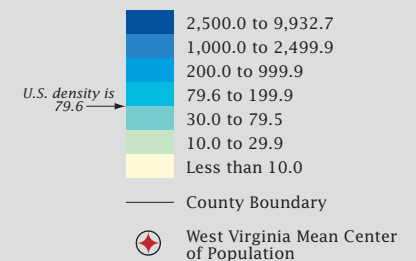 2,500.0 to 9,932.7
1,000.0 to 2,499.9
200.0 to 999.9
U.S. density is
79.6
79.6 to 199.9
30.0 to 79.5
10.0 to 29.9
Less than 10.0
County Boundary
West Virginia Mean Center
of Population